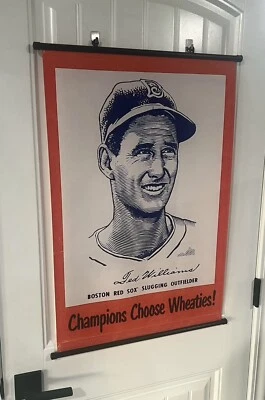 B
Ted Williams
BOSTON RED SOX' SLUGGING OUTFIELDER
Champions Choose Wheaties!